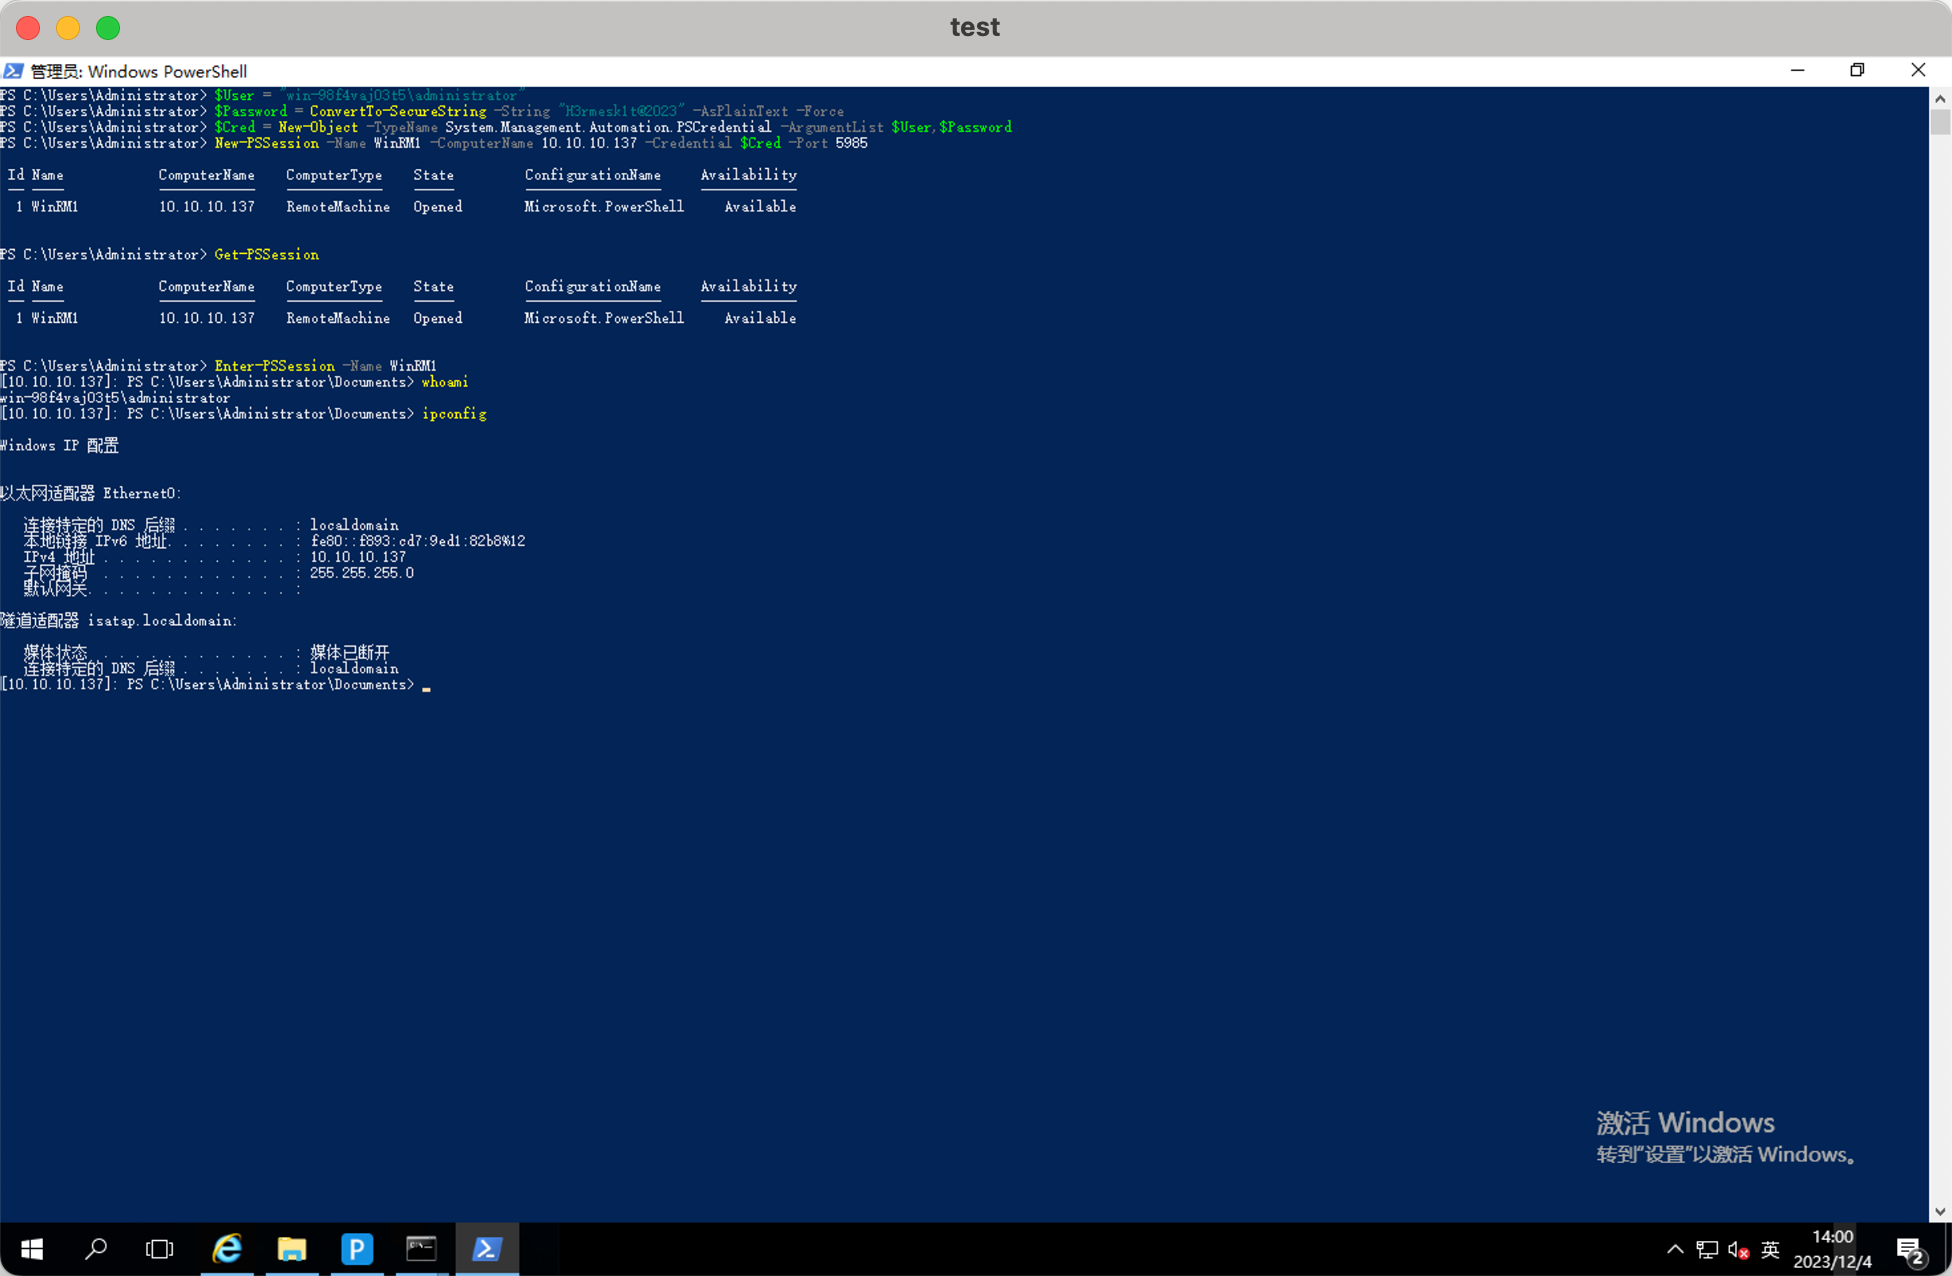 test
管理员: Windows PowerShell
PS C:\Users\Administrator> $User = "win-98f4vaj03t5\administrator"
PS C:\Users\Administrator> $Password = ConvertTo-SecureString -String "H3rmesk1t@2023" -AsPlainText -Force
PS C:\Users\Administrator> $Cred = New-Object -TypeName System.Management.Automation.PSCredential -ArgumentList $User,$Password
PS C:\Users\Administrator> New-PSSession -Name WinRM1 -ComputerName 10.10.10.137 -Credential $Cred -Port 5985
Id Name ComputerName ComputerType State ConfigurationName Availability
1 WinRM1 10.10.10.137 RemoteMachine Opened Microsoft.PowerShell Available
PS C:\Users\Administrator> Get-PSSession
Id Name ComputerName ComputerType State ConfigurationName Availability
1 WinRM1 10.10.10.137 RemoteMachine Opened Microsoft.PowerShell Available
PS C:\Users\Administrator> Enter-PSSession -Name WinRM1
[10.10.10.137]: PS C:\Users\Administrator\Documents> whoami
win-98f4vaj03t5\administrator
[10.10.10.137]: PS C:\Users\Administrator\Documents> ipconfig
Windows IP 配置
以太网适配器 Ethernet0:
连接特定的 DNS 后缀 . . . . . . . : localdomain
本地链接 IPv6 地址. . . . . . . . : fe80::f893:cd7:9ed1:82b8%12
IPv4 地址 . . . . . . . . . . . . : 10.10.10.137
子网掩码 . . . . . . . . . . . . : 255.255.255.0
默认网关. . . . . . . . . . . . . :
隧道适配器 isatap.localdomain:
媒体状态 . . . . . . . . . . . . : 媒体已断开
连接特定的 DNS 后缀 . . . . . . . : localdomain
[10.10.10.137]: PS C:\Users\Administrator\Documents>
激活 Windows
转到"设置"以激活 Windows。
英
14:00
2023/12/4
2